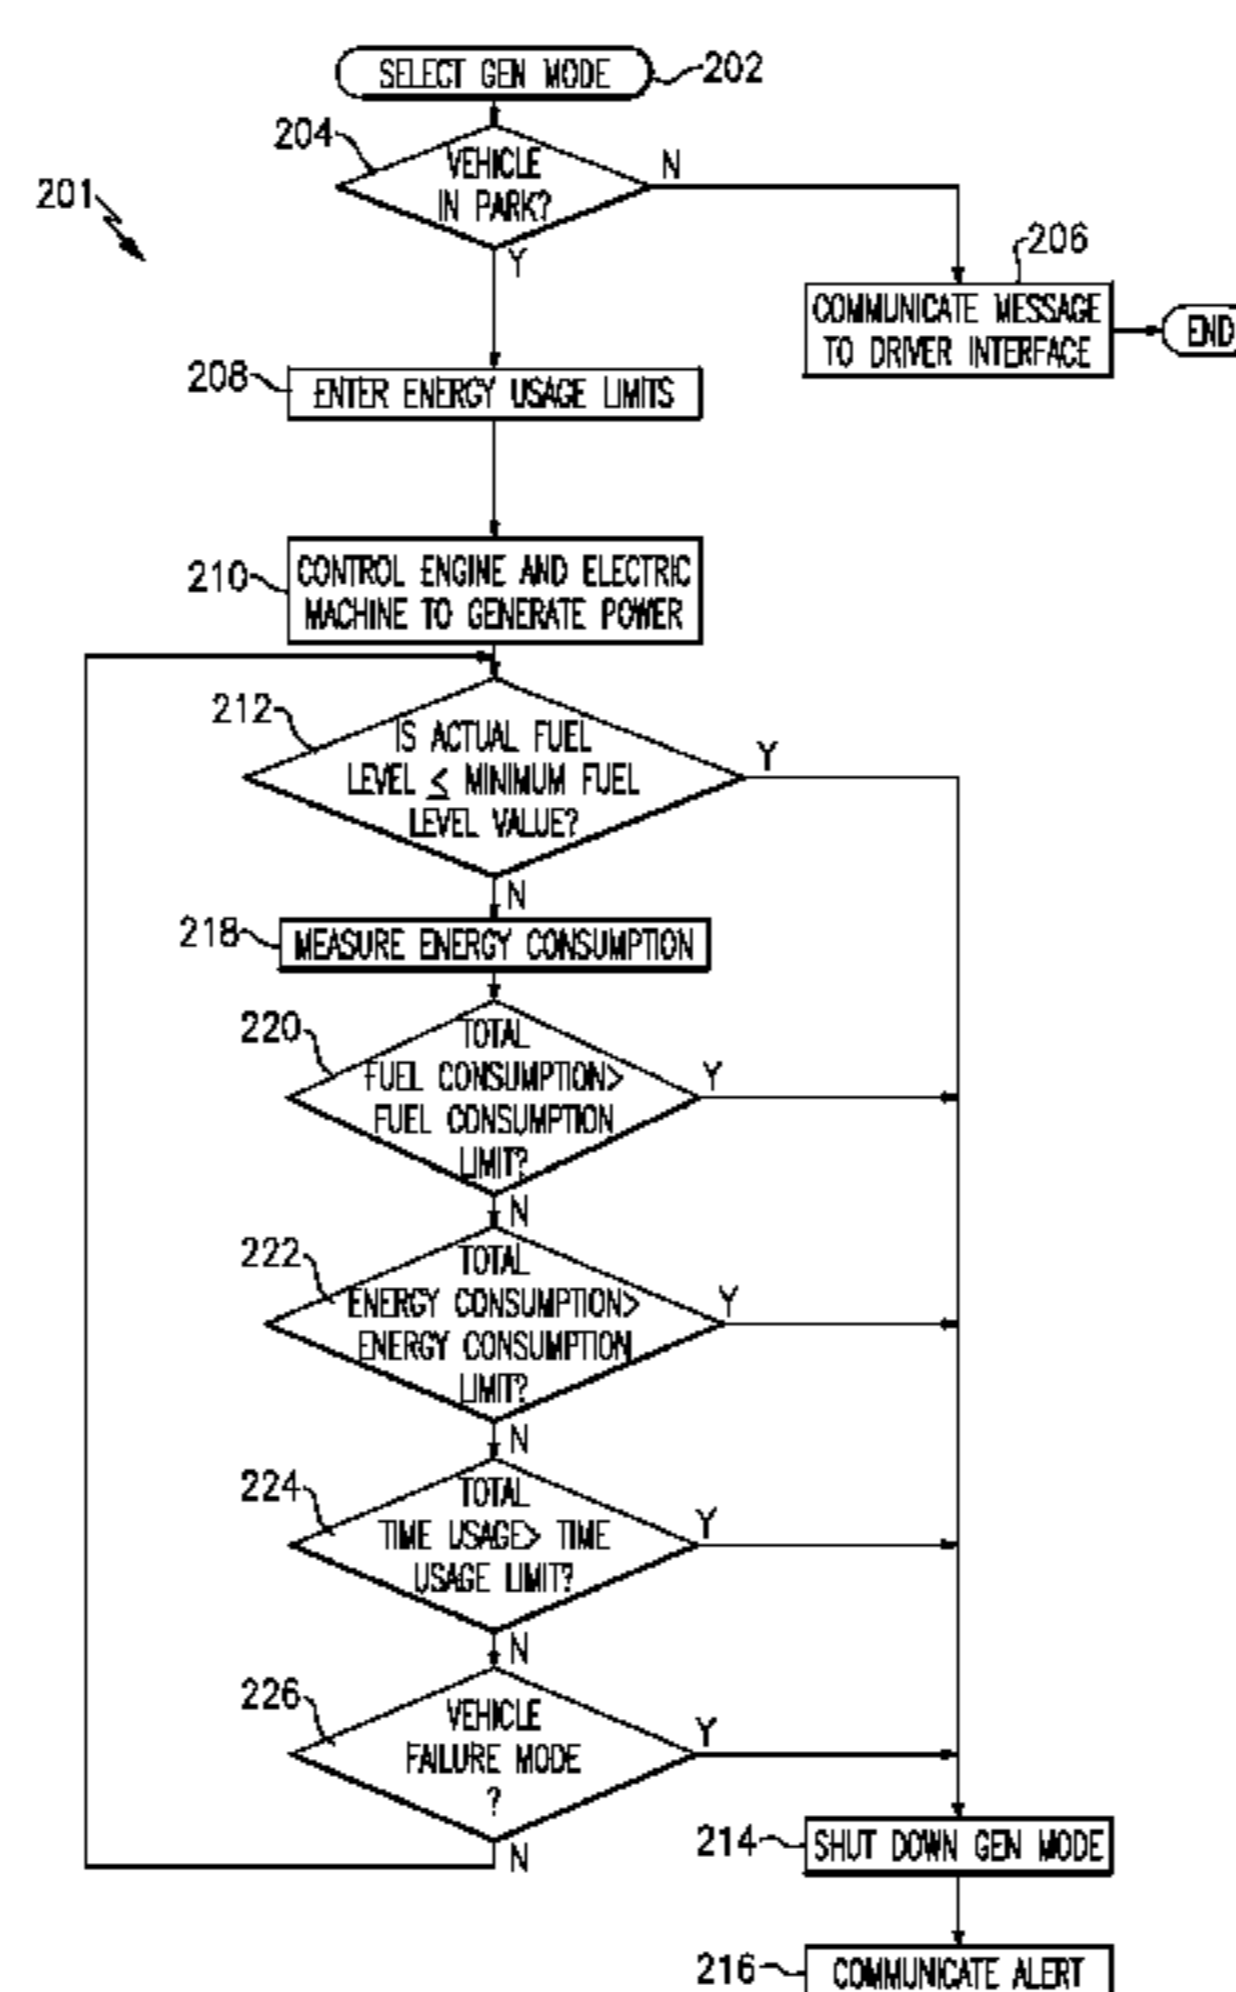 SELECT GEN MODE
202
204
VEHICLE
IN PARK?
N
Y
201
206
COMMUNICATE MESSAGE
TO DRIVER INTERFACE
END
208
ENTER ENERGY USAGE LIMITS
210
CONTROL ENGINE AND ELECTRIC
MACHINE TO GENERATE POWER
212
IS ACTUAL FUEL
LEVEL ≤ MINIMUM FUEL
LEVEL VALUE?
Y
N
218
MEASURE ENERGY CONSUMPTION
220
TOTAL
FUEL CONSUMPTION>
FUEL CONSUMPTION
LIMIT?
Y
N
222
TOTAL
ENERGY CONSUMPTION>
ENERGY CONSUMPTION
LIMIT?
Y
N
224
TOTAL
TIME USAGE> TIME
USAGE LIMIT?
Y
N
226
VEHICLE
FAILURE MODE
?
Y
N
214
SHUT DOWN GEN MODE
216
COMMUNICATE ALERT